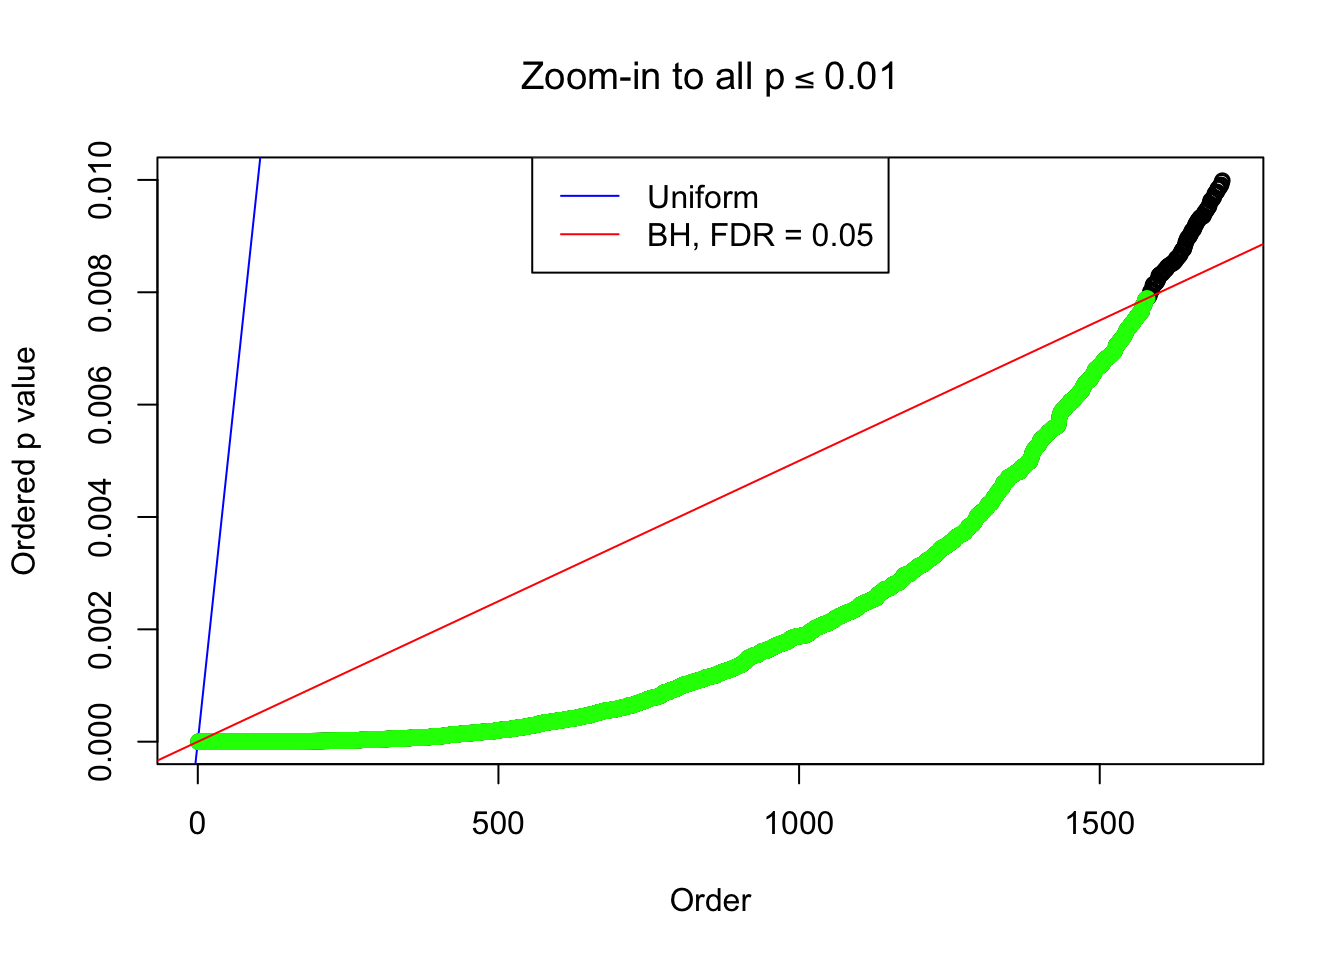 Zoom-in to all p ≤ 0.01
Uniform
BH, FDR = 0.05
Ordered p value
0.010
0.008
0.006
0.004
0.002
0.000
0 500 1000 1500
Order